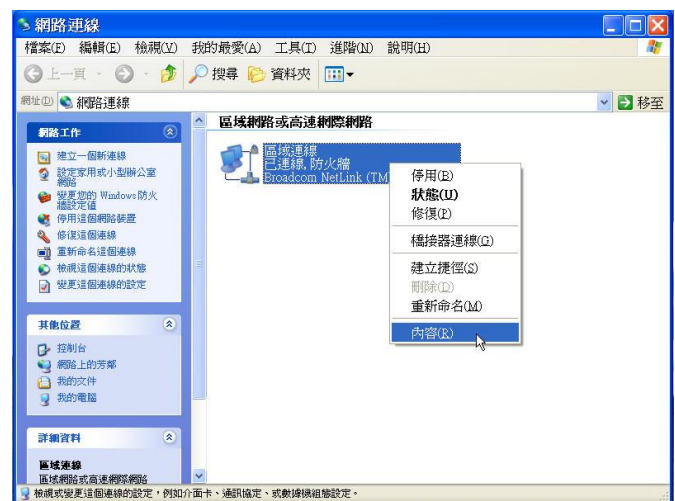 網路連線
檔案(F) 編輯(E) 檢視(V) 我的最愛(A) 工具(T) 進階(N) 說明(H)
上一頁 搜尋 資料夾
網址(D) 網路連線 移至
網路工作
建立一個新連線
設定家用或小型辦公室
網路
變更您的 Windows 防火
牆設定值
停用這個網路裝置
修復這個連線
重新命名這個連線
檢視這個連線的狀態
變更這個連線的設定
其他位置
控制台
網路上的芳鄰
我的文件
我的電腦
詳細資料
區域連線
區域網路或高速網際網路
區域網路或高速網際網路
區域連線
已連線, 防火牆
Broadcom NetLink (TM)
停用(B)
狀態(U)
修復(P)
橋接器連線(G)
建立捷徑(S)
刪除(D)
重新命名(M)
內容(R)
檢視或變更這個連線的設定，例如介面卡、通訊協定、或數據機組態設定。